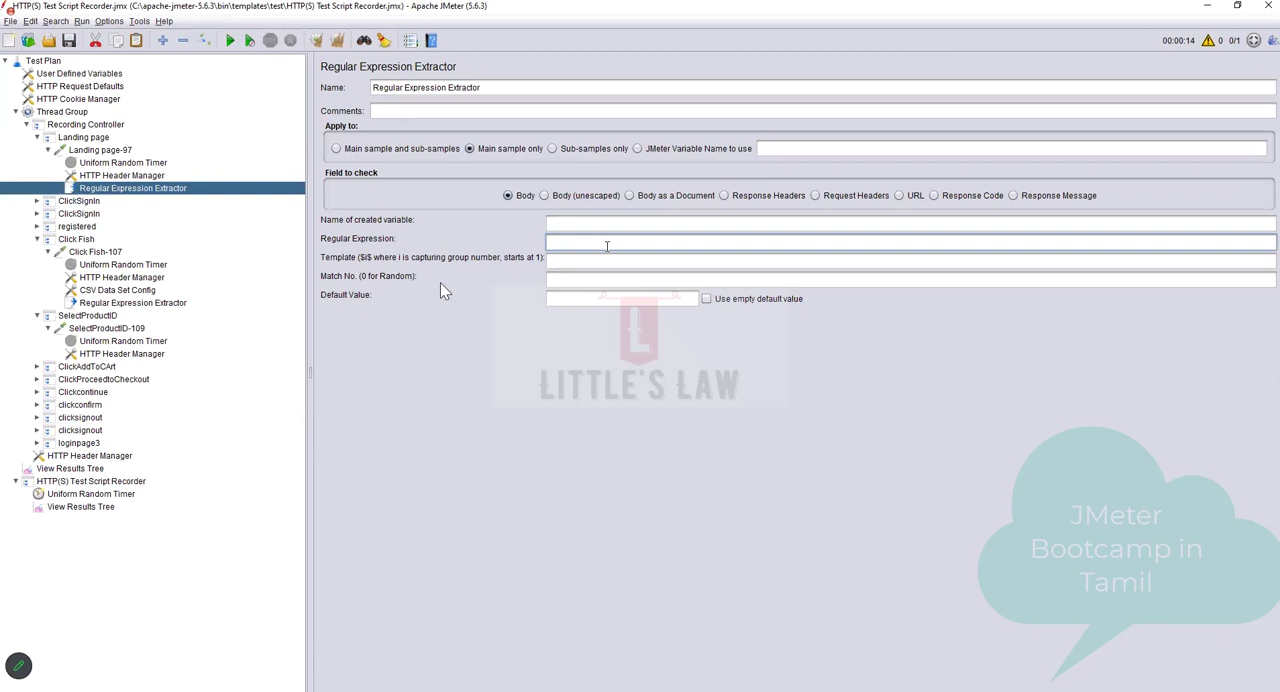 HTTP(S) Test Script Recorder.jmx (C:\apache-jmeter-5.6.3\bin\templates\test\HTTP(S) Test Script Recorder.jmx) - Apache JMeter (5.6.3)
File Edit Search Run Options Tools Help
00:00:14 0 0/1
Test Plan
User Defined Variables
HTTP Request Defaults
HTTP Cookie Manager
Thread Group
Recording Controller
Landing page
Landing page-97
Uniform Random Timer
HTTP Header Manager
Regular Expression Extractor
ClickSignIn
ClickSignIn
registered
Click Fish
Click Fish-107
Uniform Random Timer
HTTP Header Manager
CSV Data Set Config
Regular Expression Extractor
SelectProductID
SelectProductID-109
Uniform Random Timer
HTTP Header Manager
ClickAddToCArt
ClickProceedtoCheckout
Clickcontinue
clickconfirm
clicksignout
clicksignout
loginpage3
HTTP Header Manager
View Results Tree
HTTP(S) Test Script Recorder
Uniform Random Timer
View Results Tree
Regular Expression Extractor
Name: Regular Expression Extractor
Comments:
Apply to:
Main sample and sub-samples Main sample only Sub-samples only JMeter Variable Name to use
Field to check
Body Body (unescaped) Body as a Document Response Headers Request Headers URL Response Code Response Message
Name of created variable:
Regular Expression:
Template ($i$ where i is capturing group number, starts at 1):
Match No. (0 for Random):
Default Value: Use empty default value
L
LITTLE'S LAW
JMeter
Bootcamp in
Tamil